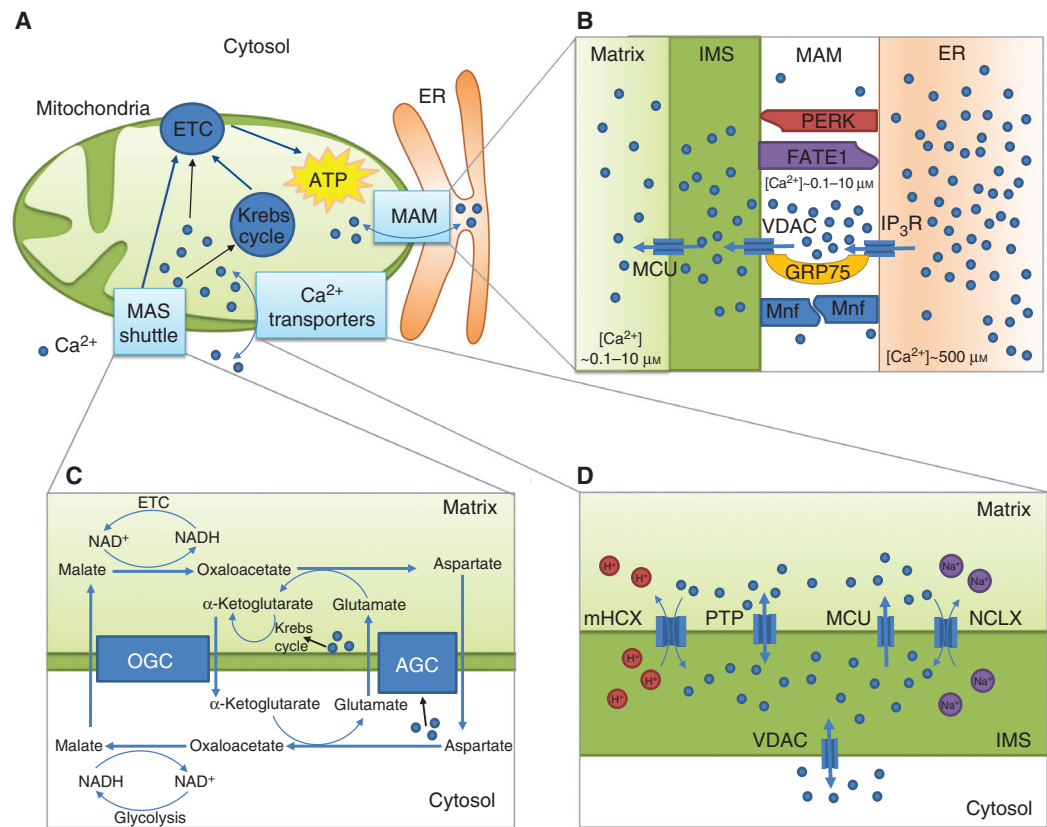 A
Cytosol
Mitochondria
ER
ETC
ATP
Krebs
cycle
MAM
MAS
shuttle
Ca²⁺
transporters
Ca²⁺
B
Matrix
IMS
MAM
ER
PERK
FATE1
[Ca²⁺]~0.1–10 μM
VDAC
IP₃R
MCU
GRP75
Mnf
Mnf
[Ca²⁺]
~0.1–10 μM
[Ca²⁺]~500 μM
C
Matrix
ETC
NAD⁺
NADH
Malate
Oxaloacetate
Aspartate
α-Ketoglutarate
Glutamate
Krebs
cycle
OGC
AGC
α-Ketoglutarate
Glutamate
Malate
Oxaloacetate
Aspartate
NADH
NAD⁺
Glycolysis
Cytosol
D
Matrix
H⁺
H⁺
Na⁺
Na⁺
mHCX
PTP
MCU
NCLX
H⁺
H⁺
H⁺
Na⁺
Na⁺
VDAC
IMS
Cytosol